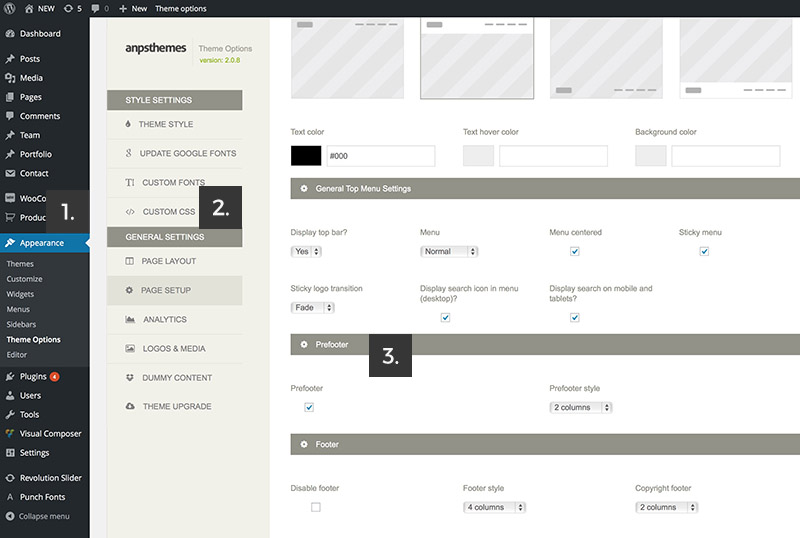 NEW 5 0 New Theme options
Dashboard
Posts
Media
Pages
Comments
Team
Portfolio
Contact
WooCo
Produc
1.
Appearance
Themes
Customize
Widgets
Menus
Sidebars
Theme Options
Editor
Plugins 4
Users
Tools
Visual Composer
Settings
Revolution Slider
Punch Fonts
Collapse menu
anpsthemes Theme Options
version: 2.0.8
STYLE SETTINGS
THEME STYLE
UPDATE GOOGLE FONTS
CUSTOM FONTS
CUSTOM CSS
2.
GENERAL SETTINGS
PAGE LAYOUT
PAGE SETUP
ANALYTICS
LOGOS & MEDIA
DUMMY CONTENT
THEME UPGRADE
Text color Text hover color Background color
#000
General Top Menu Settings
Display top bar? Menu Menu centered Sticky menu
Yes Normal
Sticky logo transition Display search icon in menu (desktop)? Display search on mobile and tablets?
Fade
Prefooter
3.
Prefooter Prefooter style
2 columns
Footer
Disable footer Footer style Copyright footer
4 columns 2 columns